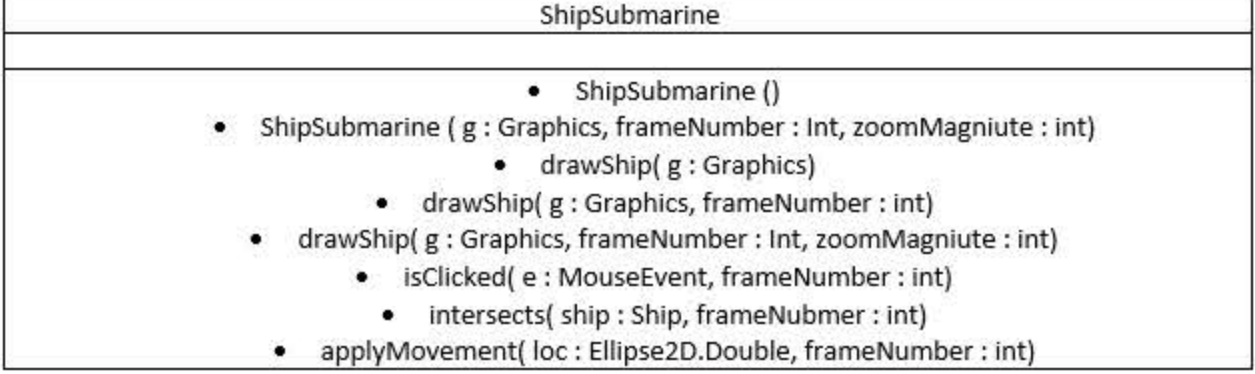 ShipSubmarine
• ShipSubmarine ()
• ShipSubmarine ( g : Graphics, frameNumber : Int, zoomMagniute : int)
• drawShip( g : Graphics)
• drawShip( g : Graphics, frameNumber : int)
• drawShip( g : Graphics, frameNumber : Int, zoomMagniute : int)
• isClicked( e : MouseEvent, frameNumber : int)
• intersects( ship : Ship, frameNubmer : int)
• applyMovement( loc : Ellipse2D.Double, frameNumber : int)